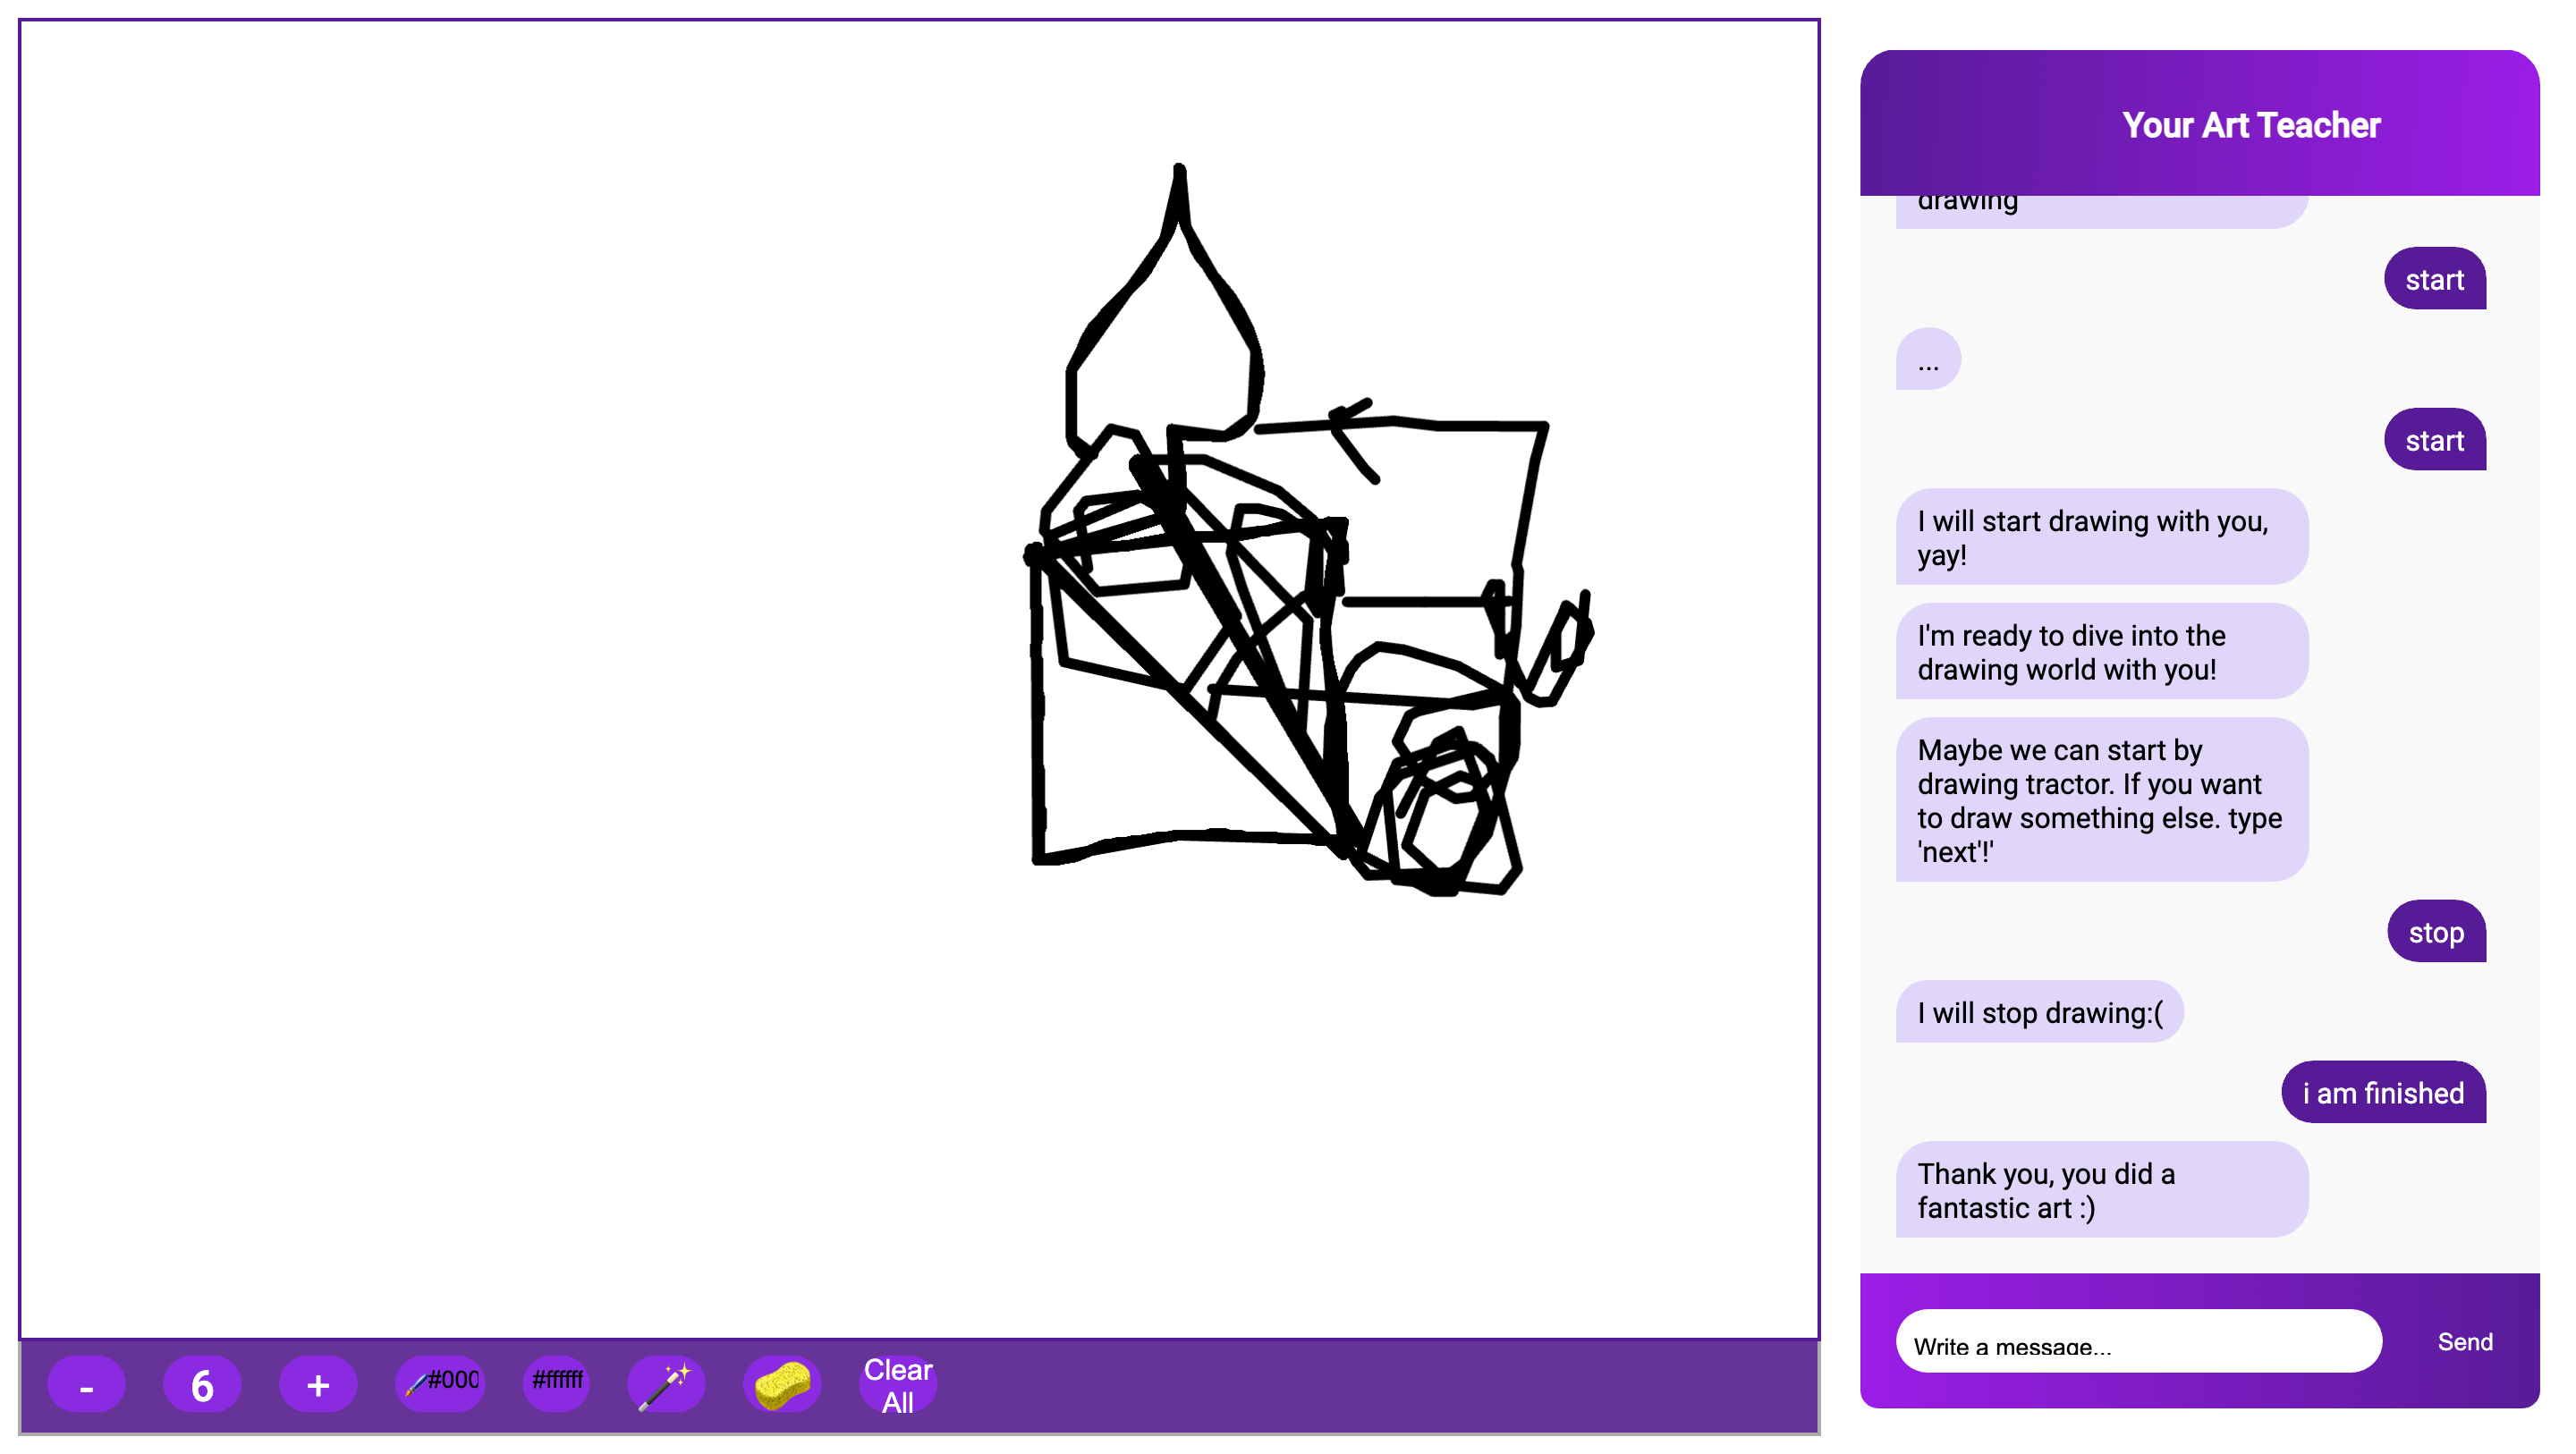 Your Art Teacher
drawing
start
...
start
I will start drawing with you,
yay!
I'm ready to dive into the
drawing world with you!
Maybe we can start by
drawing tractor. If you want
to draw something else. type
'next'!'
stop
I will stop drawing:(
i am finished
Thank you, you did a
fantastic art :)
Write a message...
Send
-
6
+
#000
#ffffff
Clear
All